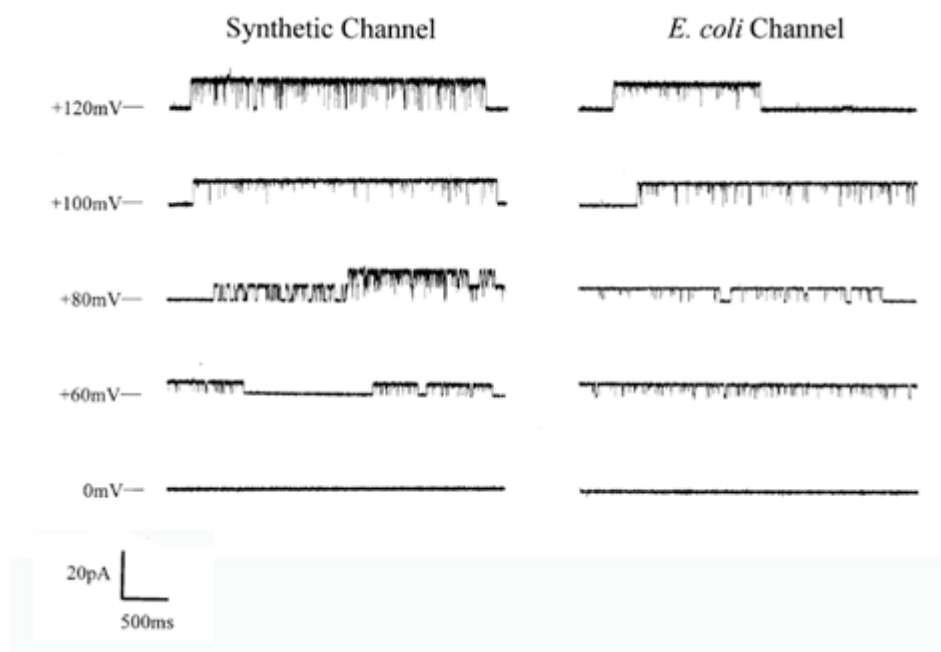 Synthetic Channel
E. coli Channel
+120mV
+100mV
+80mV
+60mV
0mV
20pA
500ms